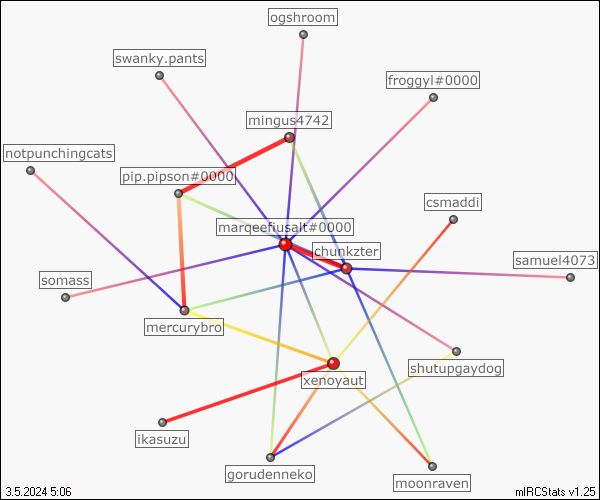 ogshroom
swanky.pants
froggyl#0000
mingus4742
notpunchingcats
pip.pipson#0000
csmaddi
marqeefiusalt#0000
chunkzter
samuel4073
somass
mercurybro
shutupgaydog
xenoyaut
ikasuzu
gorudenneko
moonraven
3.5.2024 5:06
mIRCStats v1.25